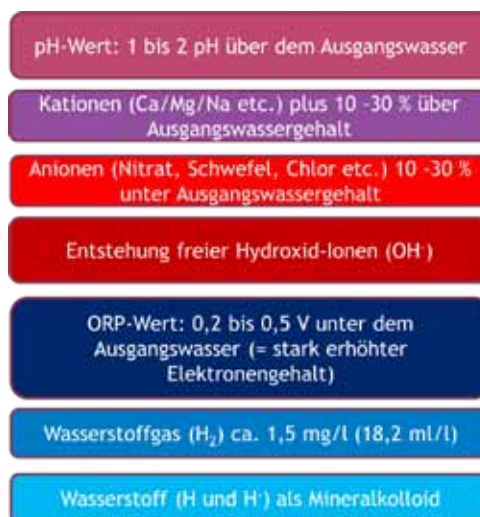 pH-Wert: 1 bis 2 pH über dem Ausgangswasser
Kationen (Ca/Mg/Na etc.) plus 10 -30 % über
Ausgangswassergehalt
Anionen (Nitrat, Schwefel, Chlor etc.) 10 -30 %
unter Ausgangswassergehalt
Entstehung freier Hydroxid-Ionen (OH⁻)
ORP-Wert: 0,2 bis 0,5 V unter dem
Ausgangswasser (= stark erhöhter
Elektronengehalt)
Wasserstoffgas (H₂) ca. 1,5 mg/l (18,2 ml/l)
Wasserstoff (H und H⁻) als Mineralkolloid